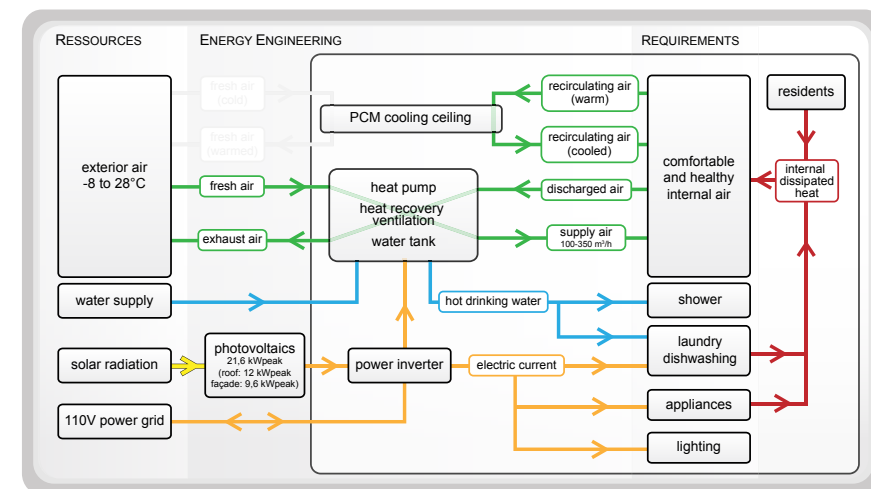 RESSOURCES
ENERGY ENGINEERING
REQUIREMENTS
fresh air
(cold)
recirculating air
(warm)
residents
PCM cooling ceiling
fresh air
(warmed)
recirculating air
(cooled)
exterior air
-8 to 28°C
comfortable
and healthy
internal air
internal
dissipated
heat
fresh air
heat pump
heat recovery
ventilation
water tank
discharged air
exhaust air
supply air
100-350 m³/h
water supply
hot drinking water
shower
solar radiation
photovoltaics
21,6 kWpeak
(roof: 12 kWpeak
façade: 9,6 kWpeak)
power inverter
electric current
laundry
dishwashing
110V power grid
appliances
lighting